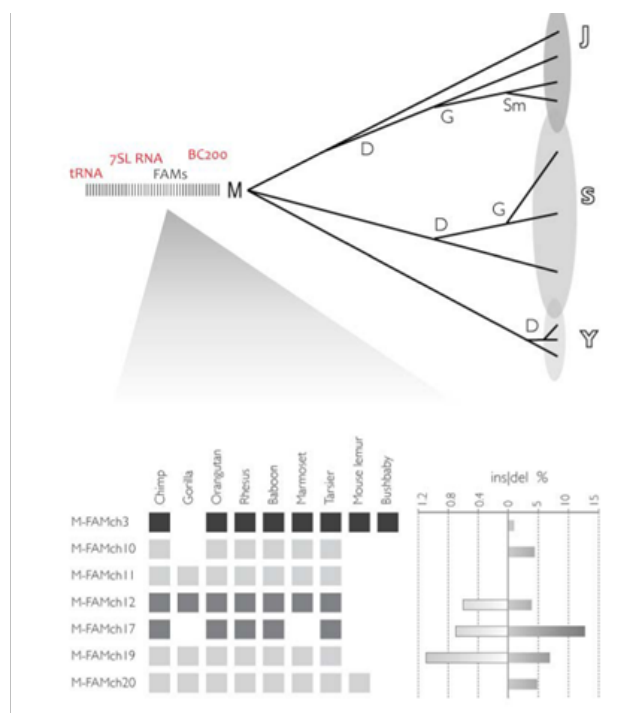 J
G
Sm
D
7SL RNA
BC200
tRNA
FAMs
M
S
G
D
D
Y
Chimp
Gorilla
Orangutan
Rhesus
Baboon
Marmoset
Tarsier
Mouse lemur
Bushbaby
ins|del %
1.2
0.8
0.4
0
5
10
15
M-FAMch3
M-FAMch10
M-FAMch11
M-FAMch12
M-FAMch17
M-FAMch19
M-FAMch20